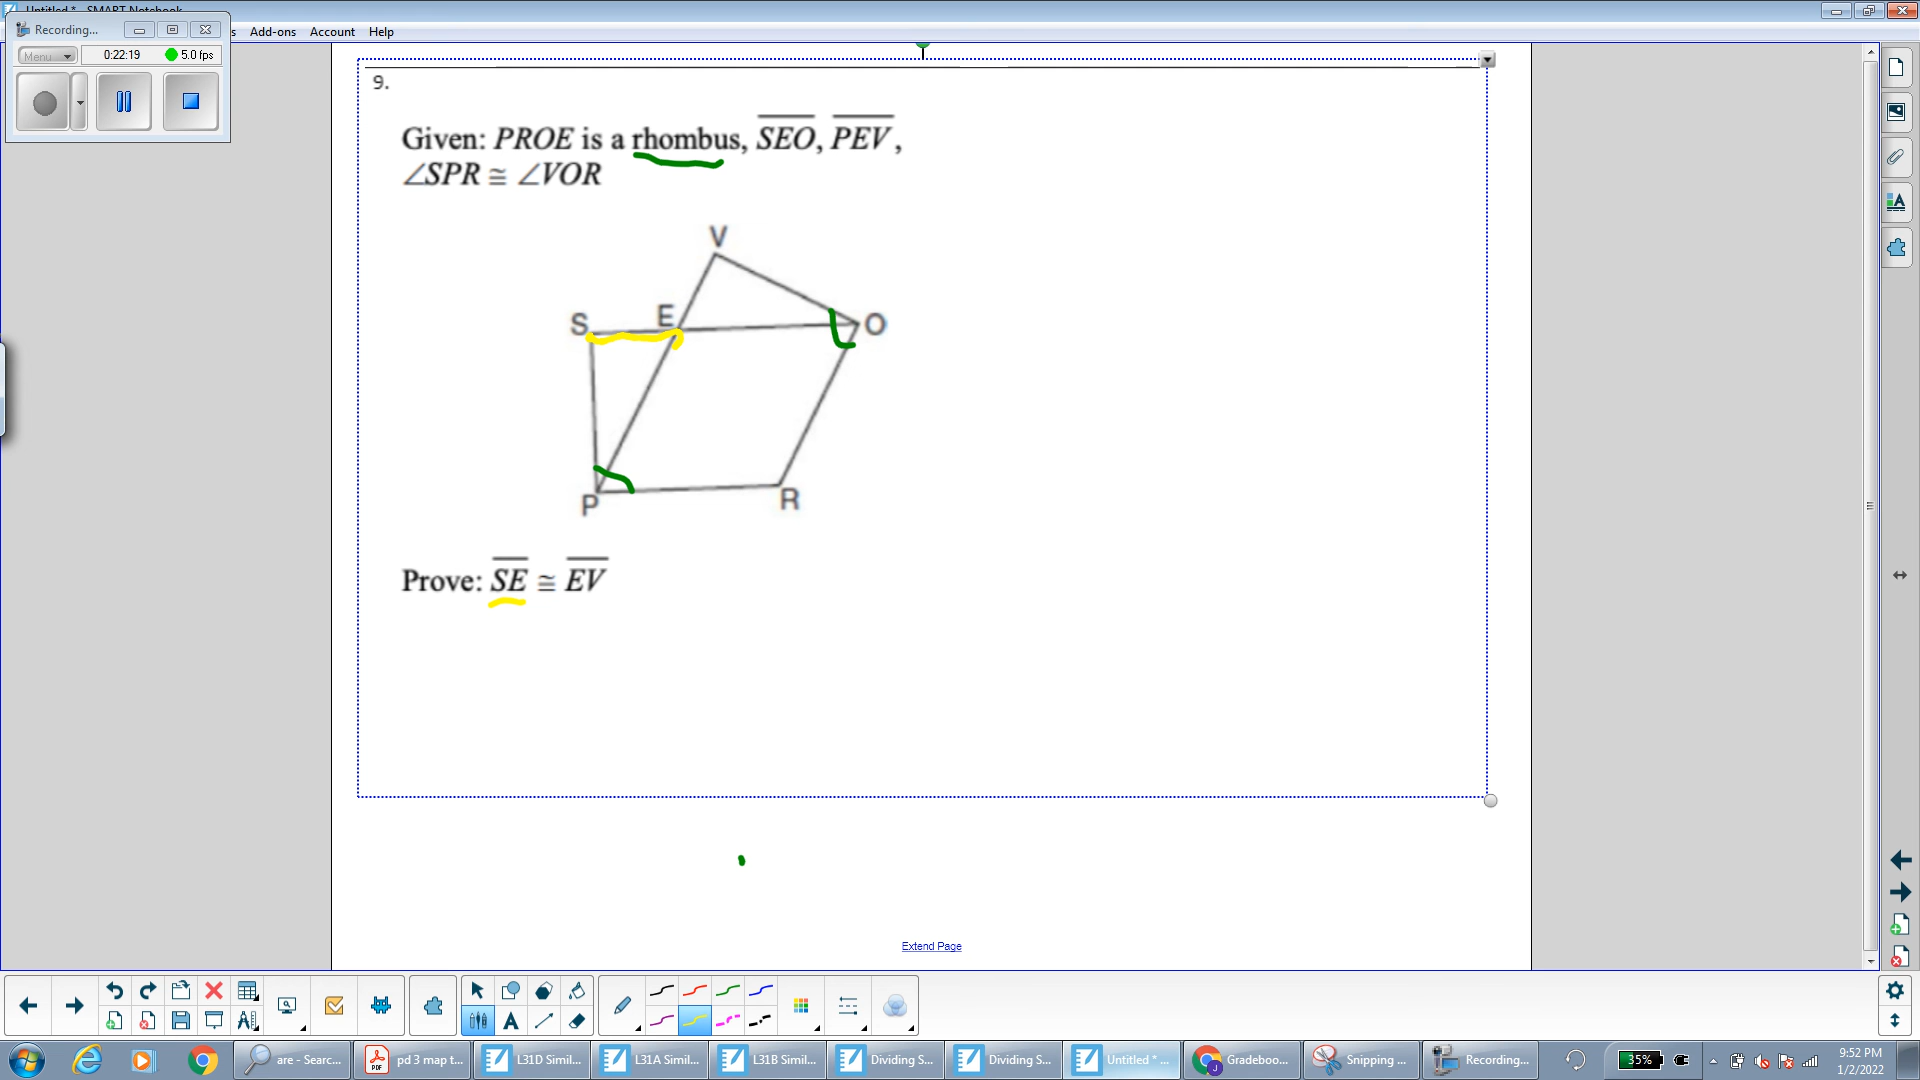 Untitled * - SMART Notebook
Recording...
s Add-ons Account Help
Menu 0:22:19 5.0 fps
9.
Given: PROE is a rhombus, SEO, PEV,
∠SPR ≅ ∠VOR
V
S E O
P R
Prove: SE ≅ EV
Extend Page
A
are - Searc...
pd 3 map t...
L31D Simil...
L31A Simil...
L31B Simil...
Dividing S...
Dividing S...
Untitled * ...
Gradeboo...
Snipping ...
Recording...
35%
9:52 PM
1/2/2022